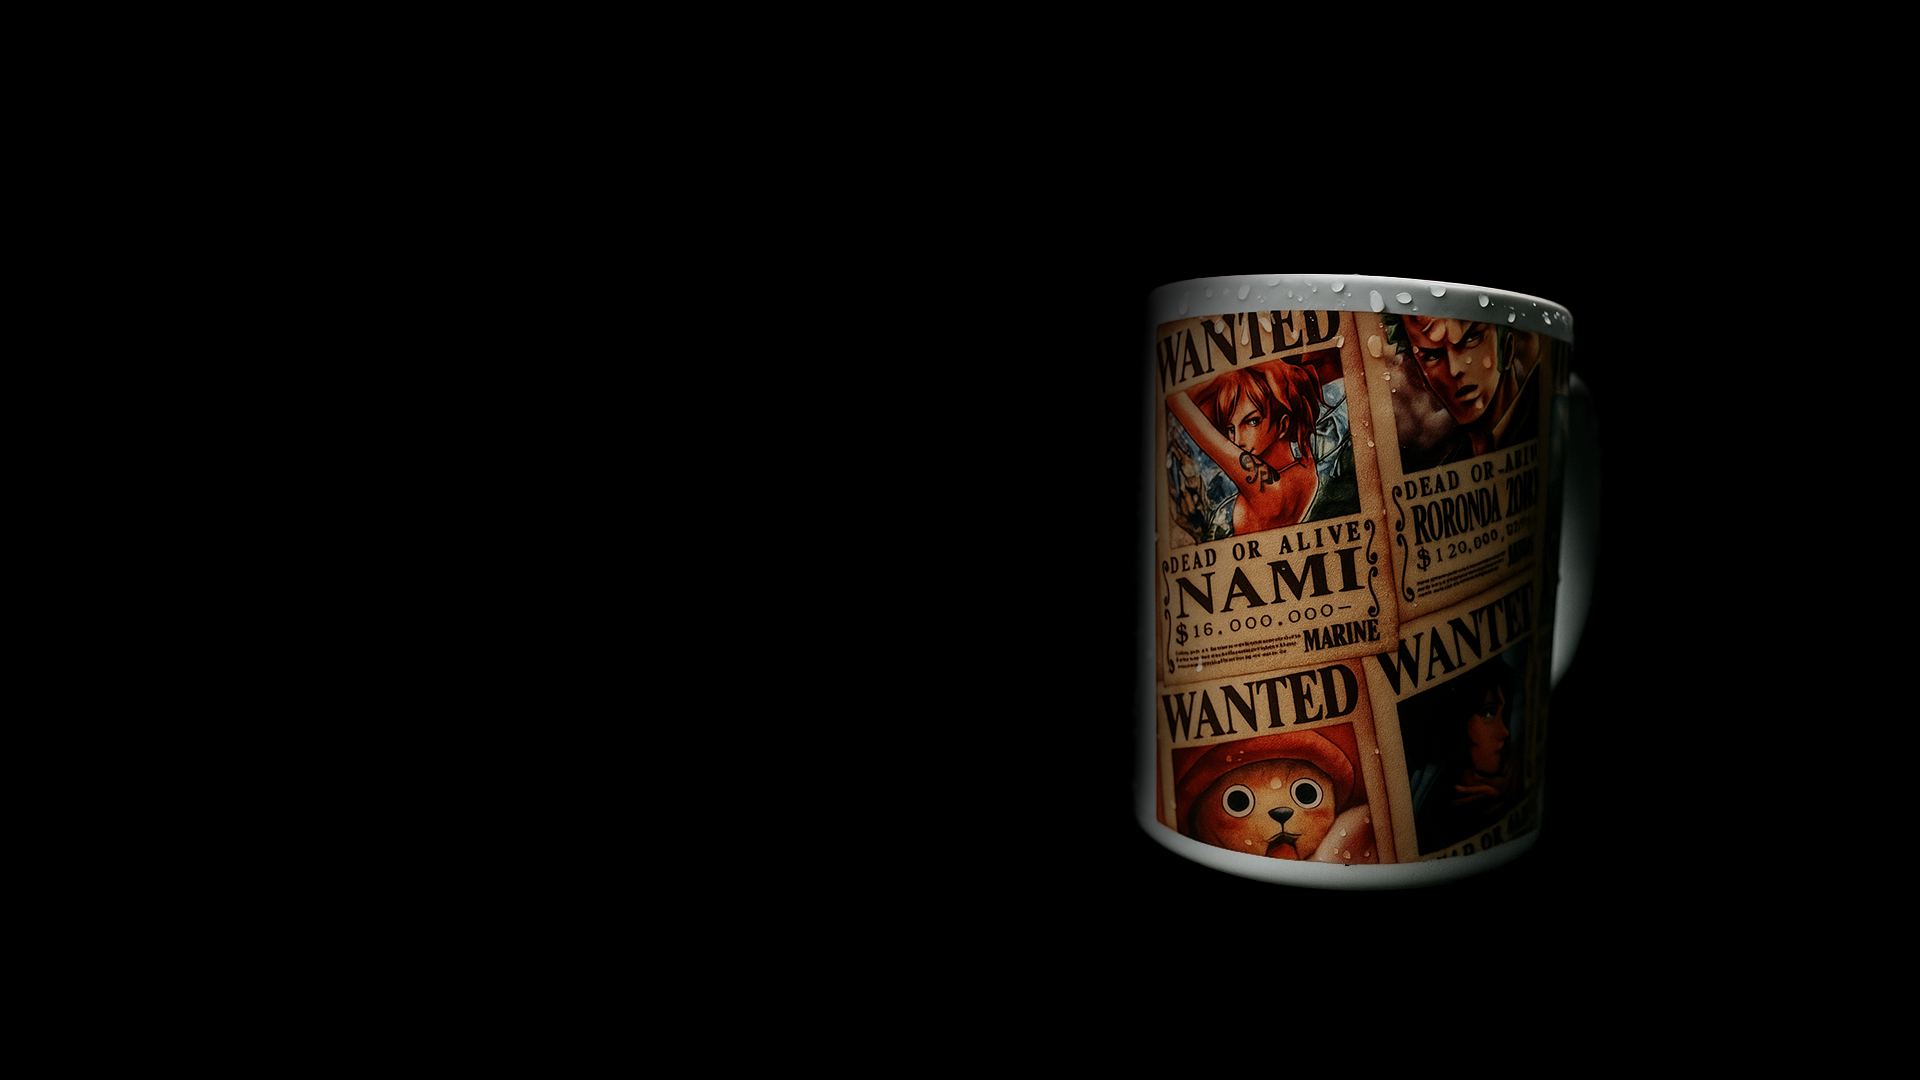 WANTED
DEAD OR ALIVE
NAMI
$16.000.000-
MARINE
DEAD OR
RORONDA
$120,000,
WANTED
WANTED